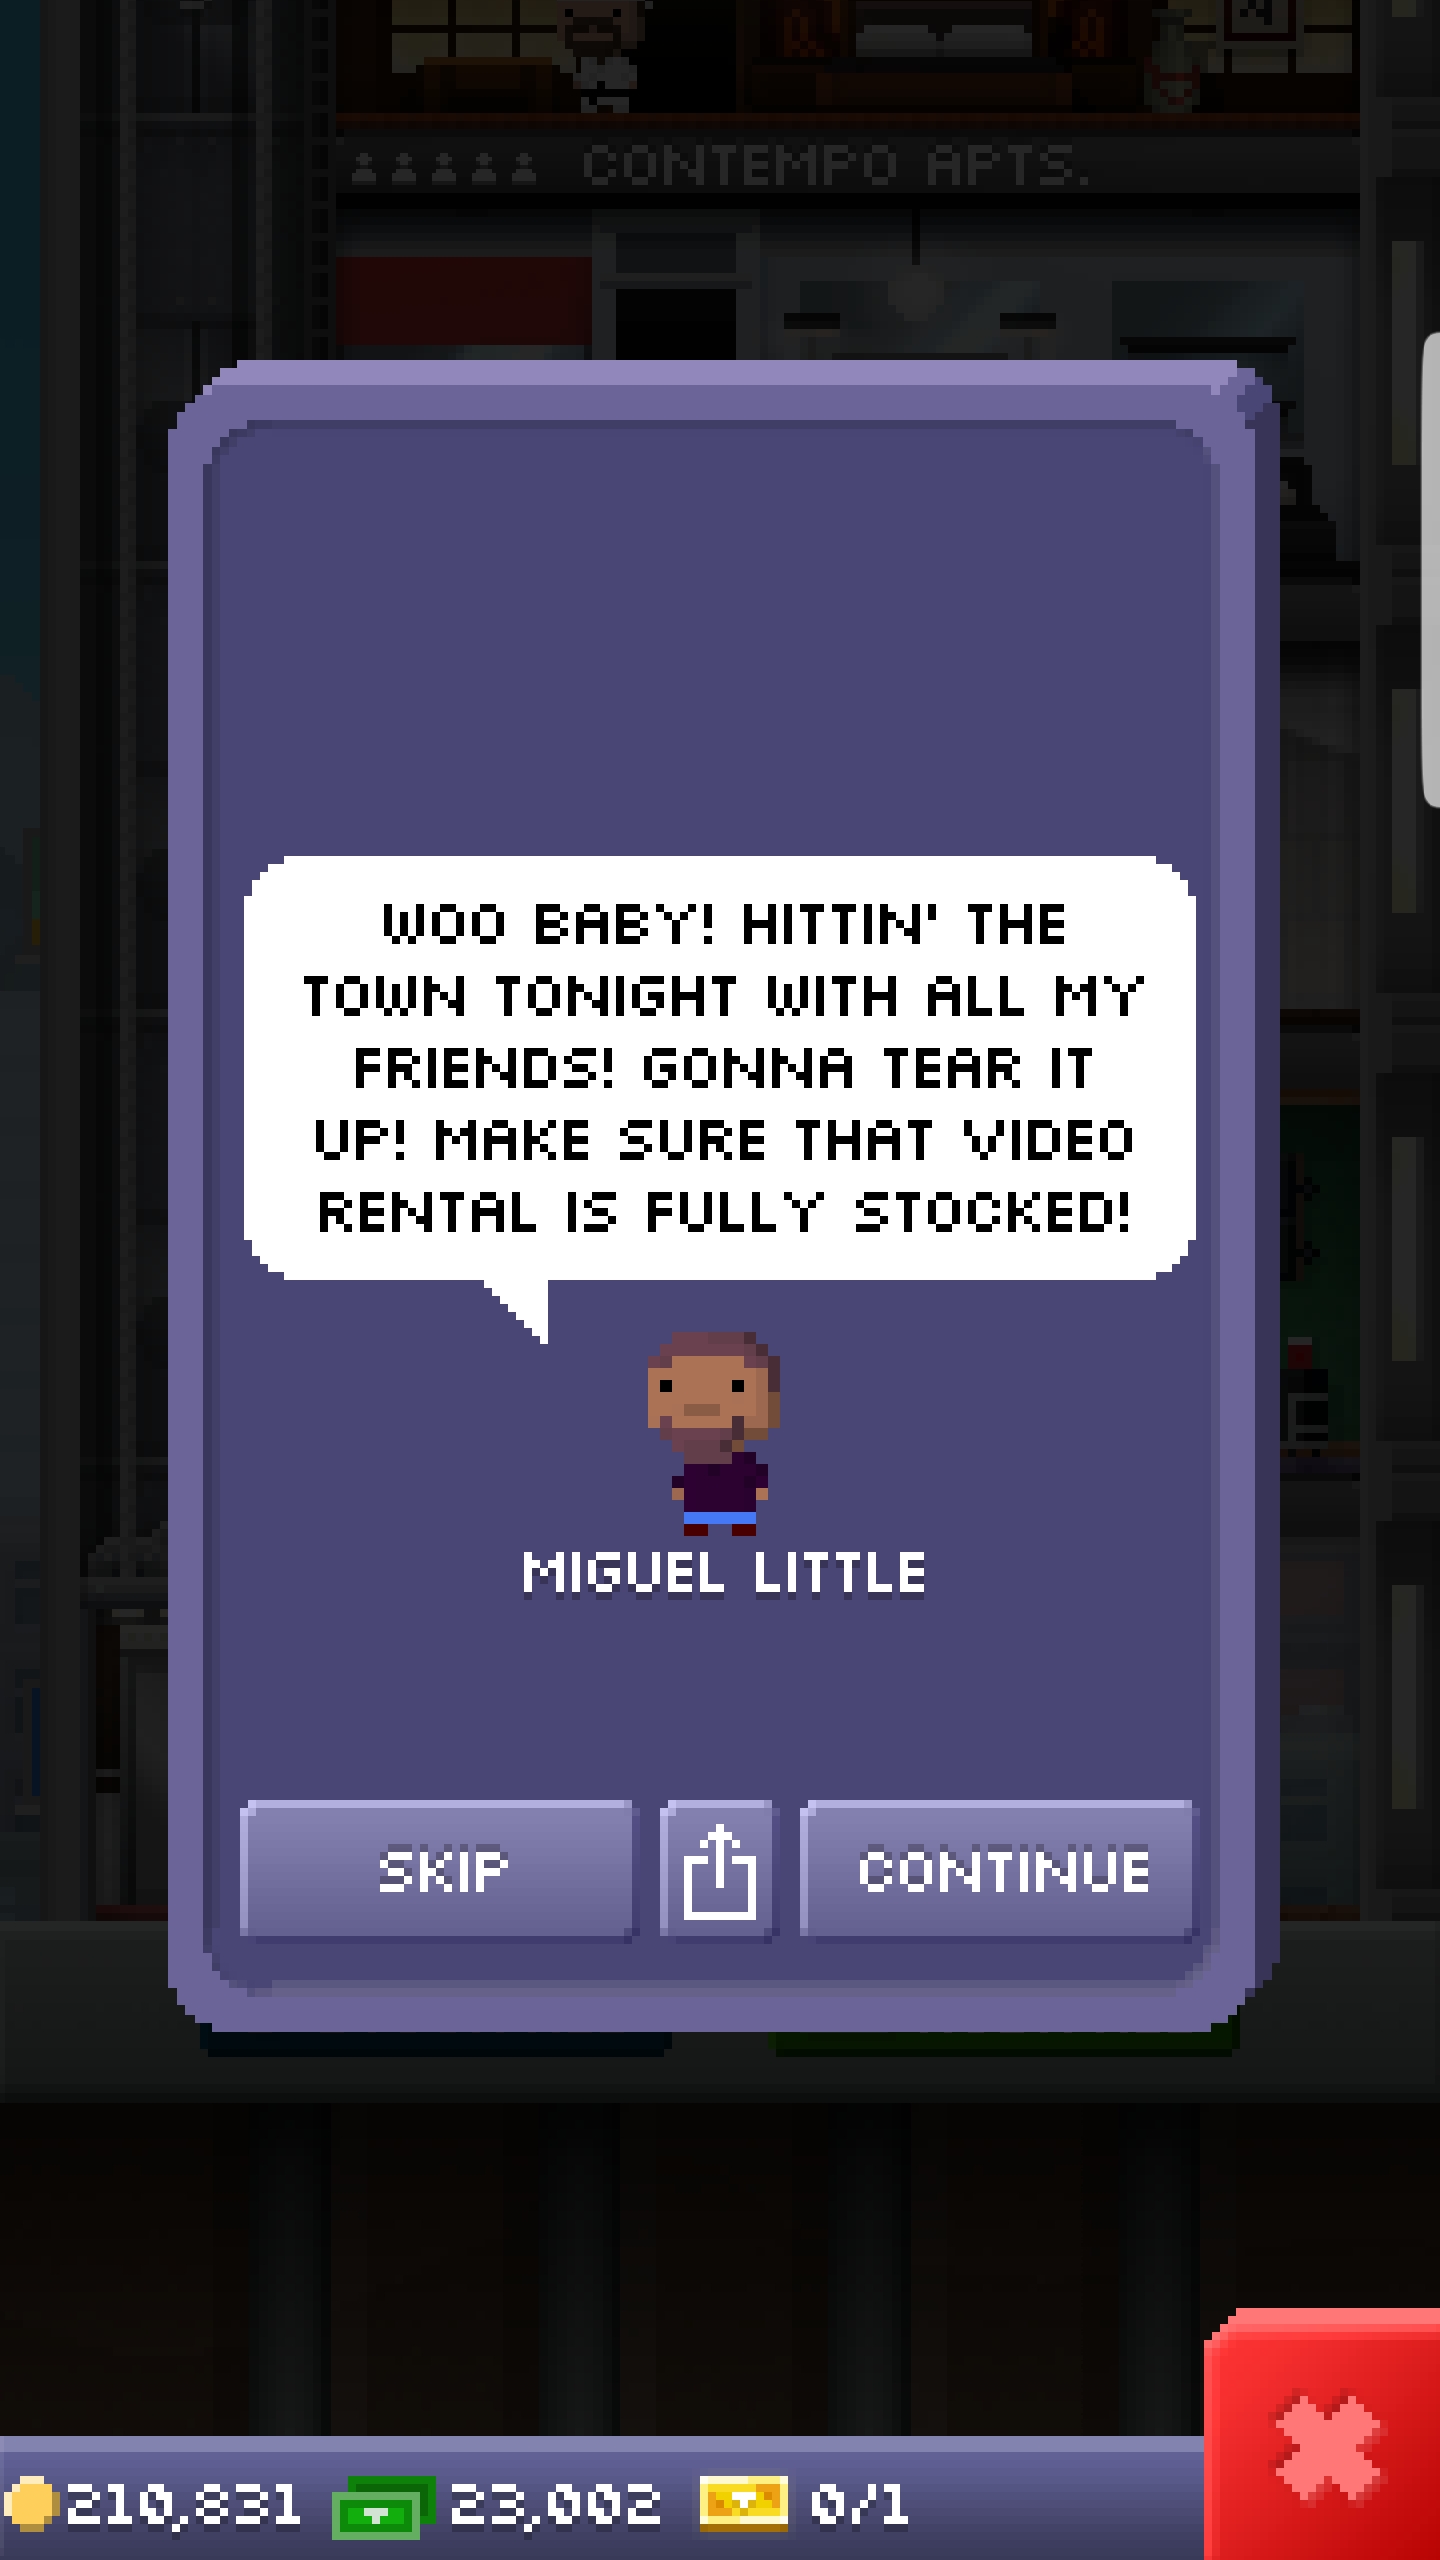 CONTEMPO APTS.
WOO BABY! HITTIN' THE
TOWN TONIGHT WITH ALL MY
FRIENDS! GONNA TEAR IT
UP! MAKE SURE THAT VIDEO
RENTAL IS FULLY STOCKED!
MIGUEL LITTLE
SKIP
CONTINUE
210,831 23,002 0/1